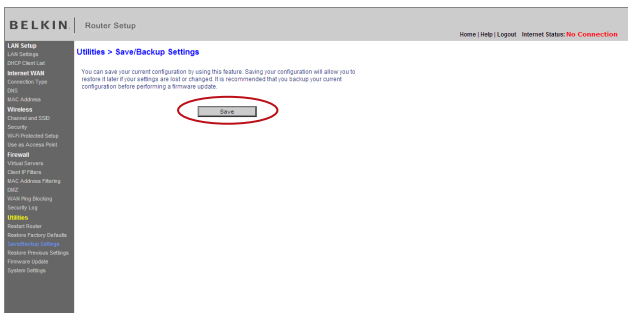 BELKIN
Router Setup
Home | Help | Logout Internet Status: No Connection
LAN Setup
LAN Settings
DHCP Client List
Internet WAN
Connection Type
DNS
MAC Address
Wireless
Channel and SSID
Security
Wi-Fi Protected Setup
Use as Access Point
Firewall
Virtual Servers
Client IP Filters
MAC Address Filtering
DMZ
WAN Ping Blocking
Security Log
Utilities
Restart Router
Restore Factory Defaults
Save/Backup Settings
Restore Previous Settings
Firmware Update
System Settings
Utilities > Save/Backup Settings
You can save your current configuration by using this feature. Saving your configuration will allow you to
restore it later if your settings are lost or changed. It is recommended that you backup your current
configuration before performing a firmware update.
Save